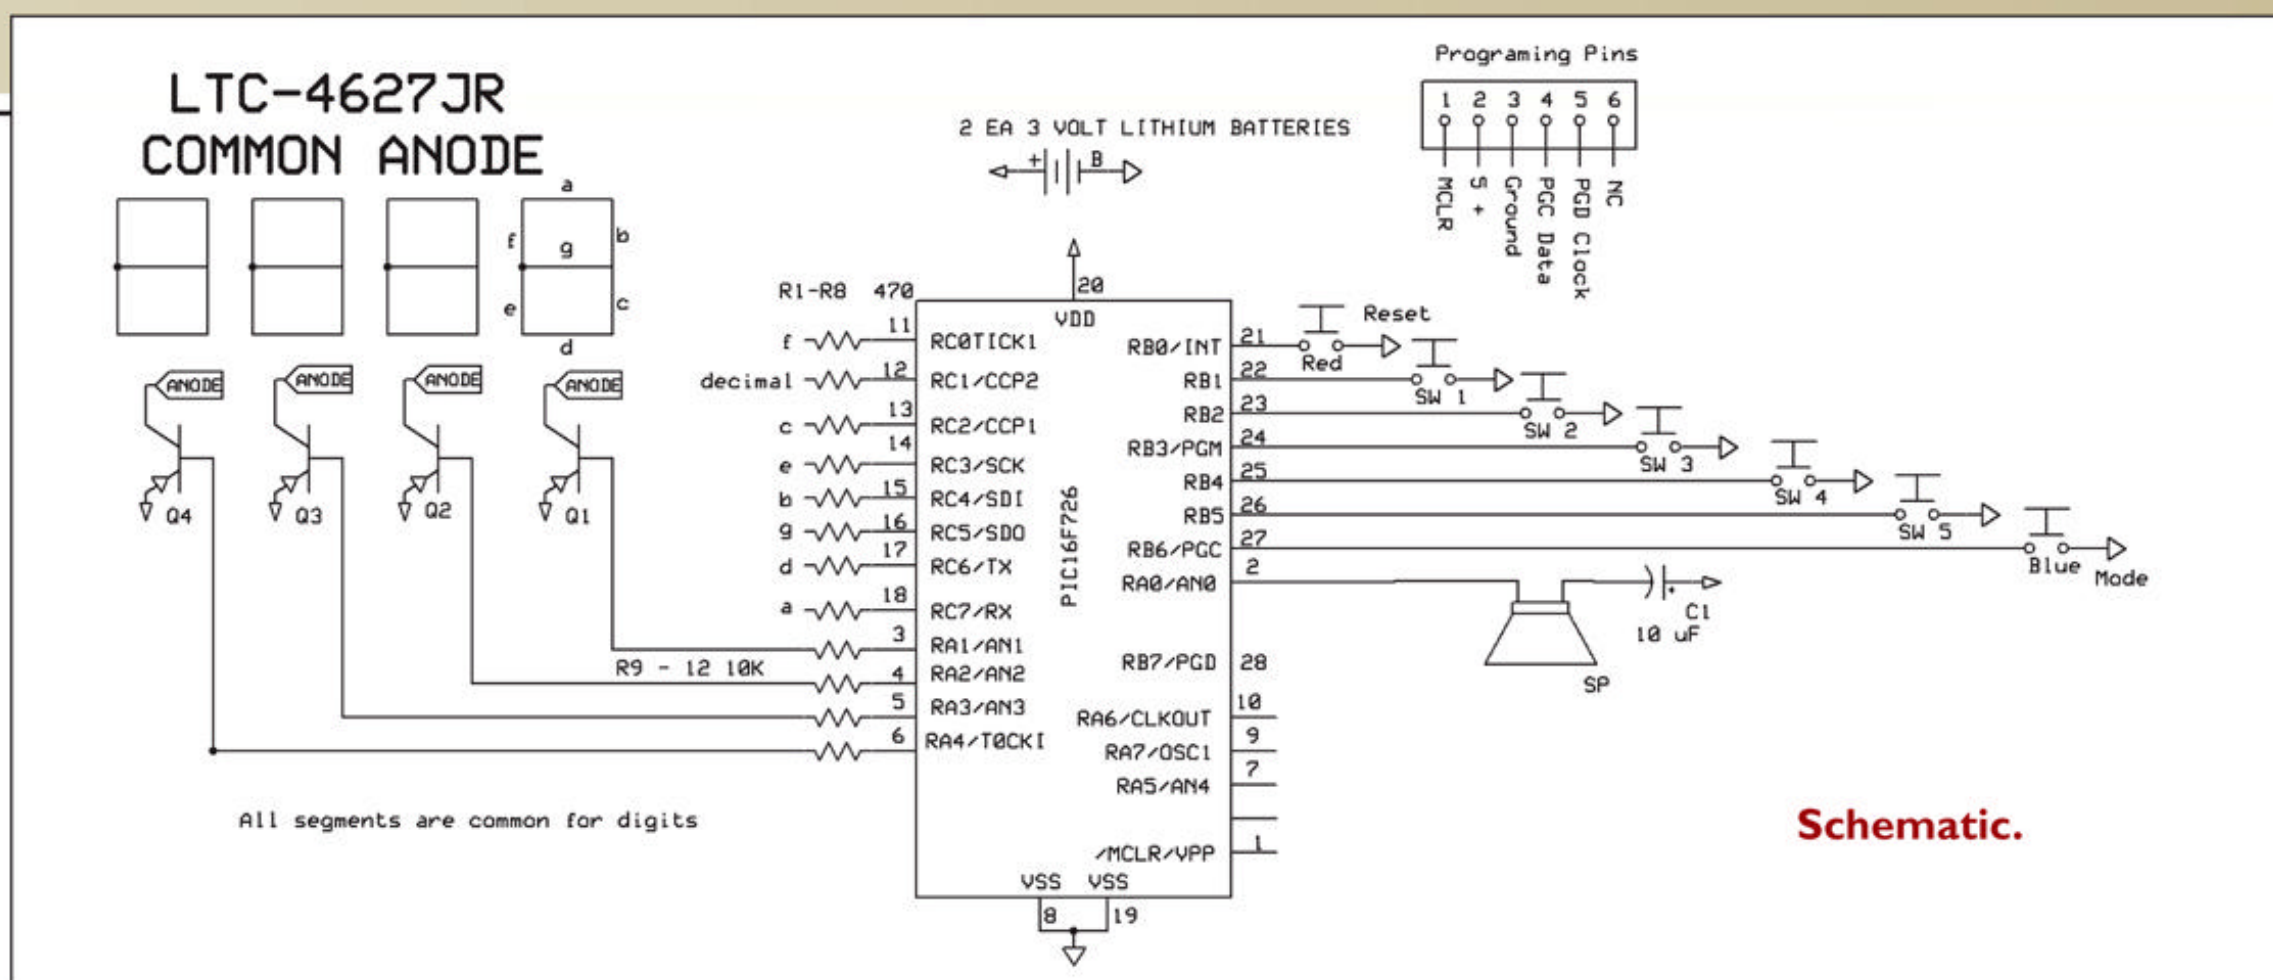 LTC-4627JR
COMMON ANODE
a
f
g
b
e
c
d
ANODE
ANODE
ANODE
ANODE
Q4
Q3
Q2
Q1
R9 - 12 10K
All segments are common for digits
2 EA 3 VOLT LITHIUM BATTERIES
+
B
Programing Pins
1 2 3 4 5 6
MCLR
5 +
Ground
PGC Data
PGD Clock
NC
R1-R8 470
20
VDD
f 11 RC0TICK1
decimal 12 RC1/CCP2
c 13 RC2/CCP1
e 14 RC3/SCK
b 15 RC4/SDI
g 16 RC5/SDO
d 17 RC6/TX
a 18 RC7/RX
3 RA1/AN1
4 RA2/AN2
5 RA3/AN3
6 RA4/T0CKI
PIC16F726
RB0/INT 21
Red
Reset
RB1 22
SW 1
RB2 23
SW 2
RB3/PGM 24
SW 3
RB4 25
SW 4
RB5 26
SW 5
RB6/PGC 27
Blue
Mode
RA0/AN0 2
+
C1
10 uF
SP
RB7/PGD 28
RA6/CLKOUT 10
RA7/OSC1 9
RA5/AN4 7
/MCLR/VPP 1
VSS VSS
8 19
Schematic.